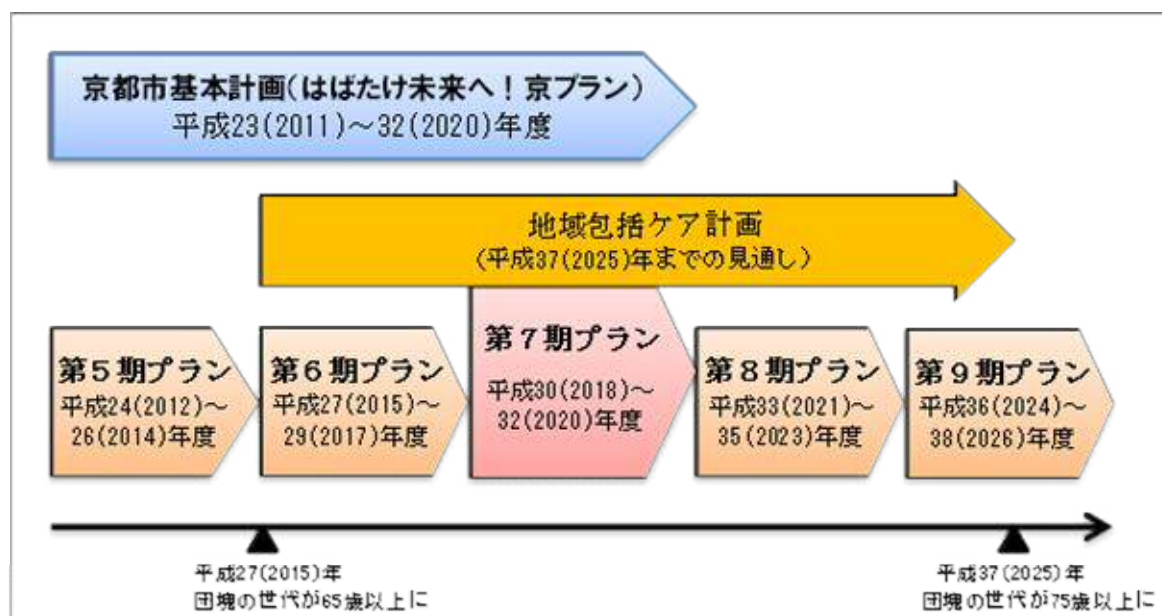 京都市基本計画(はばたけ未来へ！京プラン)
平成23(2011)～32(2020)年度
地域包括ケア計画
(平成37(2025)年までの見通し)
第５期プラン
平成24(2012)～
26(2014)年度
第６期プラン
平成27(2015)～
29(2017)年度
第７期プラン
平成30(2018)～
32(2020)年度
第８期プラン
平成33(2021)～
35(2023)年度
第９期プラン
平成36(2024)～
38(2026)年度
平成27(2015)年
団塊の世代が65歳以上に
平成37(2025)年
団塊の世代が75歳以上に